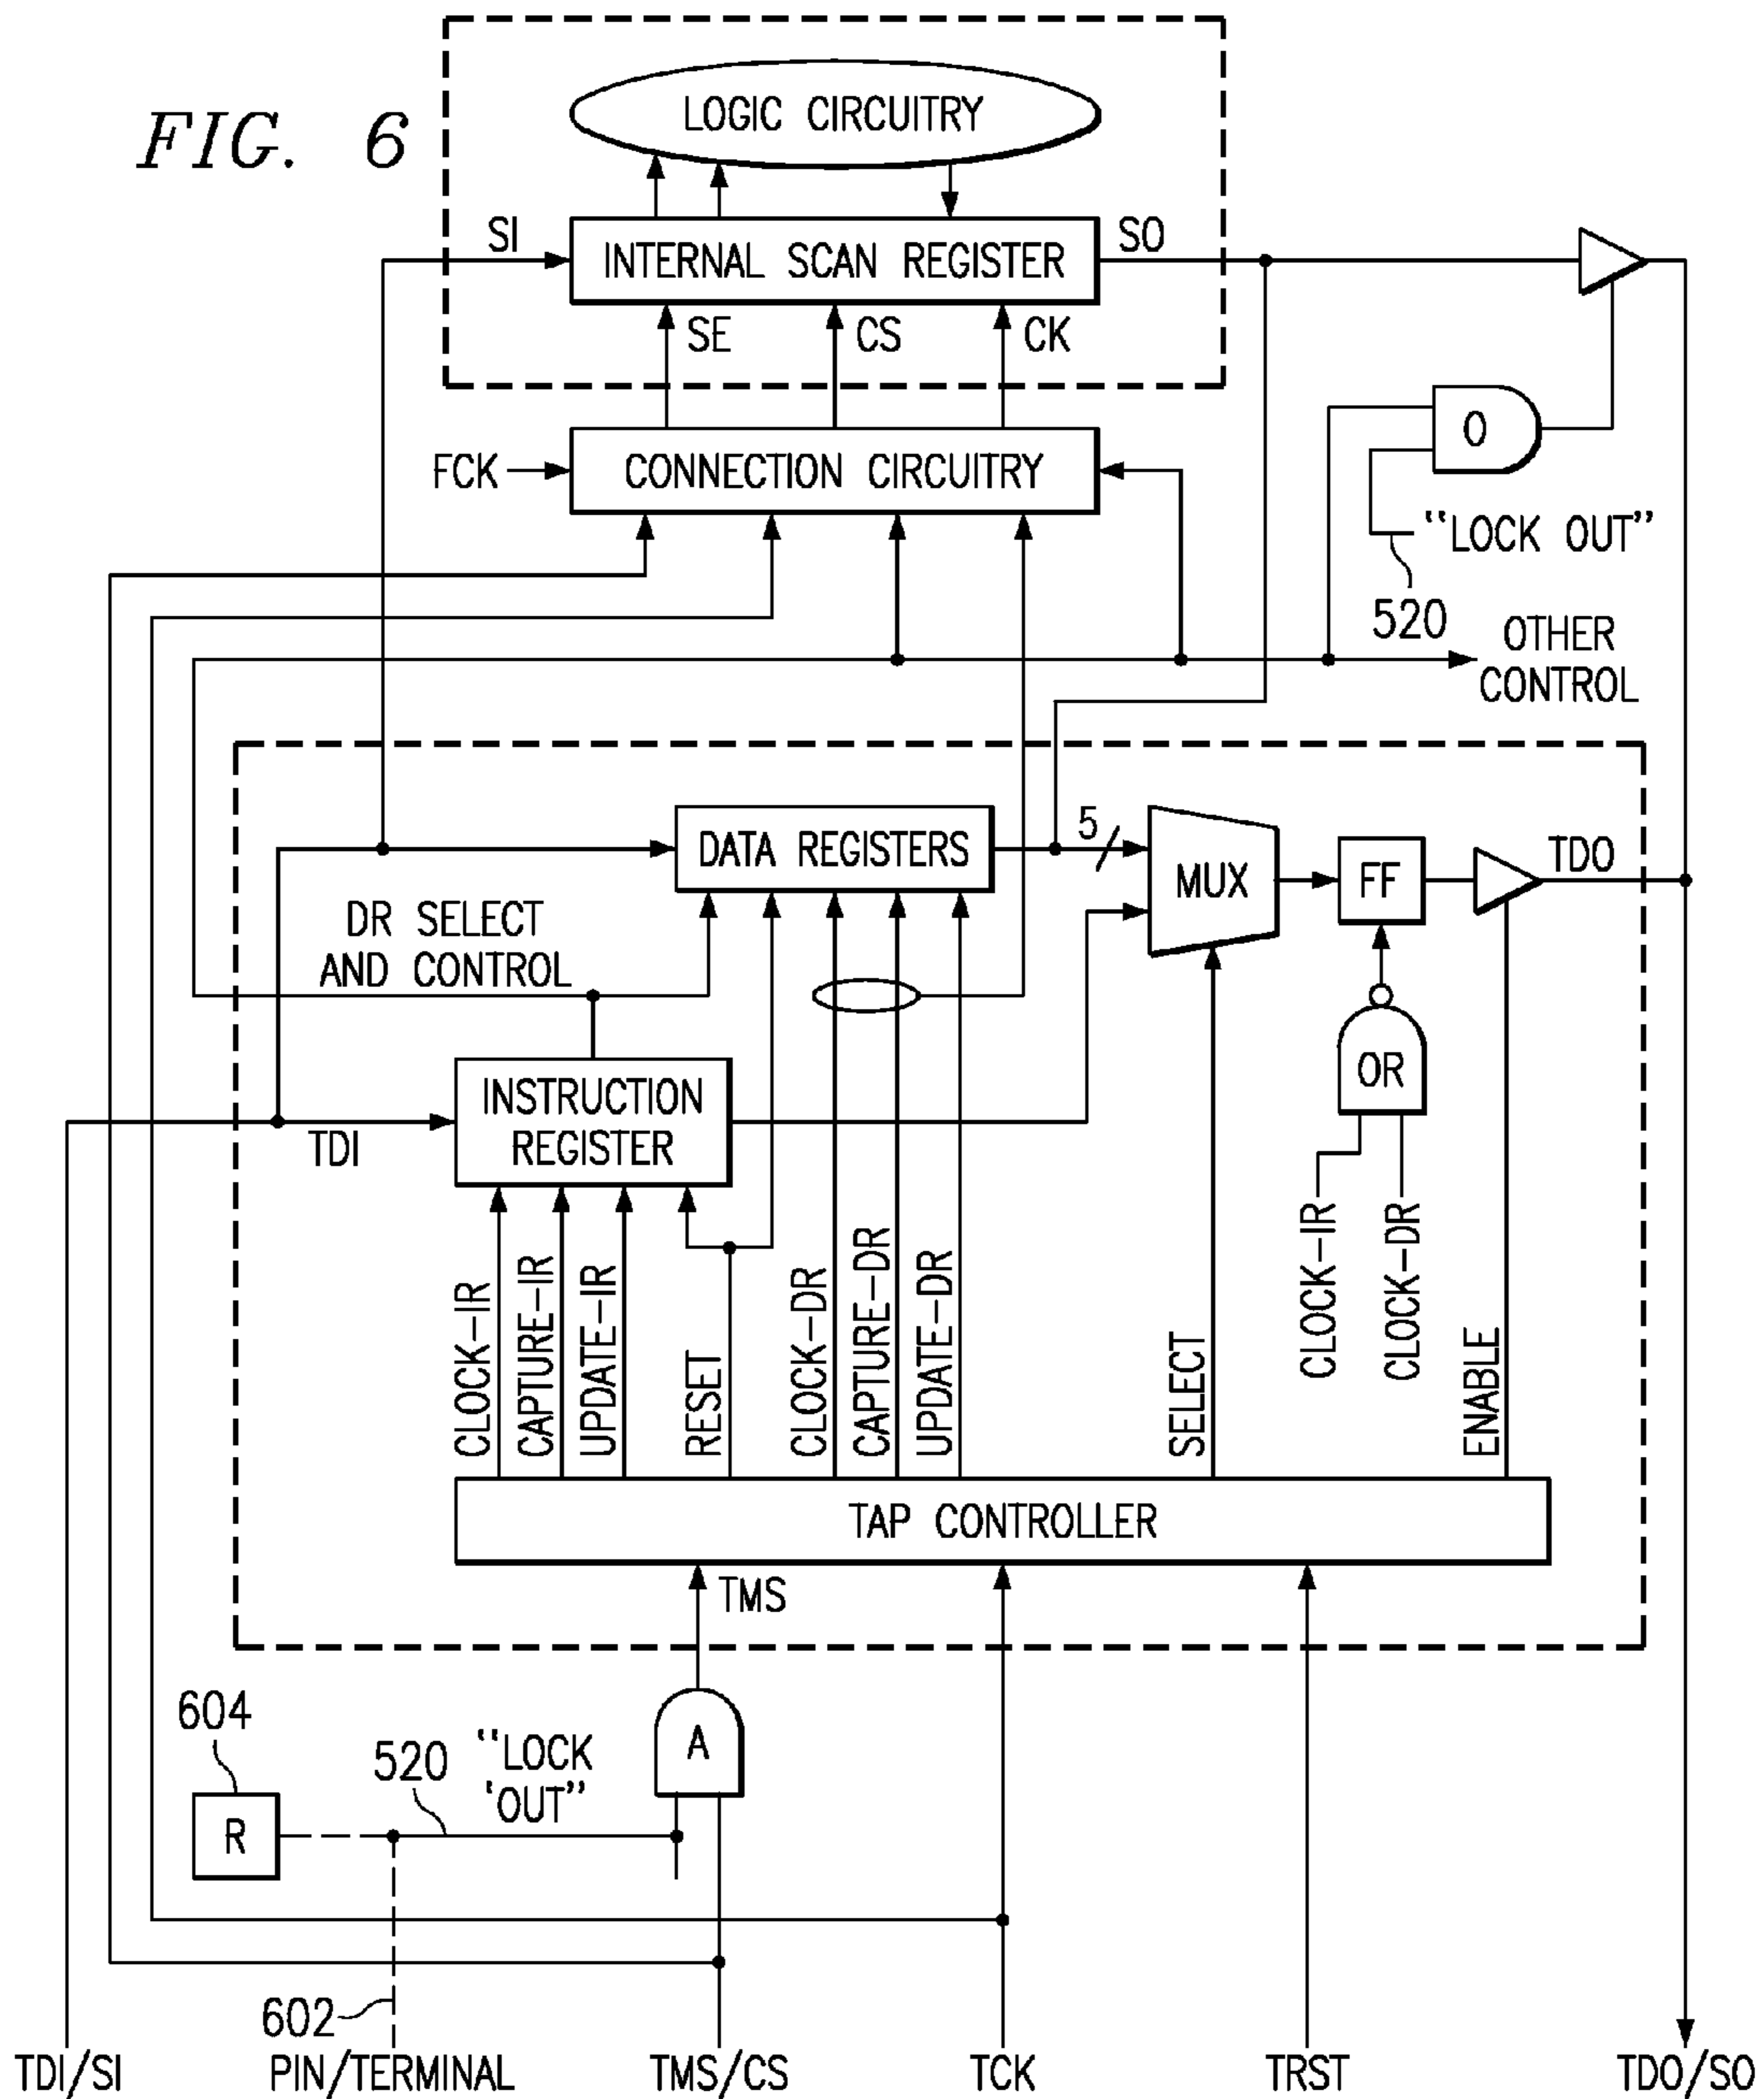 FIG. 6
LOGIC CIRCUITRY
SI
INTERNAL SCAN REGISTER
SO
SE
CS
CK
FCK
CONNECTION CIRCUITRY
O
"LOCK OUT"
520
OTHER
CONTROL
DATA REGISTERS
5
MUX
FF
TDO
DR SELECT
AND CONTROL
OR
INSTRUCTION
REGISTER
TDI
CLOCK-IR
CAPTURE-IR
UPDATE-IR
RESET
CLOCK-DR
CAPTURE-DR
UPDATE-DR
SELECT
CLOCK-IR
CLOCK-DR
ENABLE
TAP CONTROLLER
TMS
604
R
520
"LOCK
'OUT"
A
602
TDI/SI
PIN/TERMINAL
TMS/CS
TCK
TRST
TDO/SO